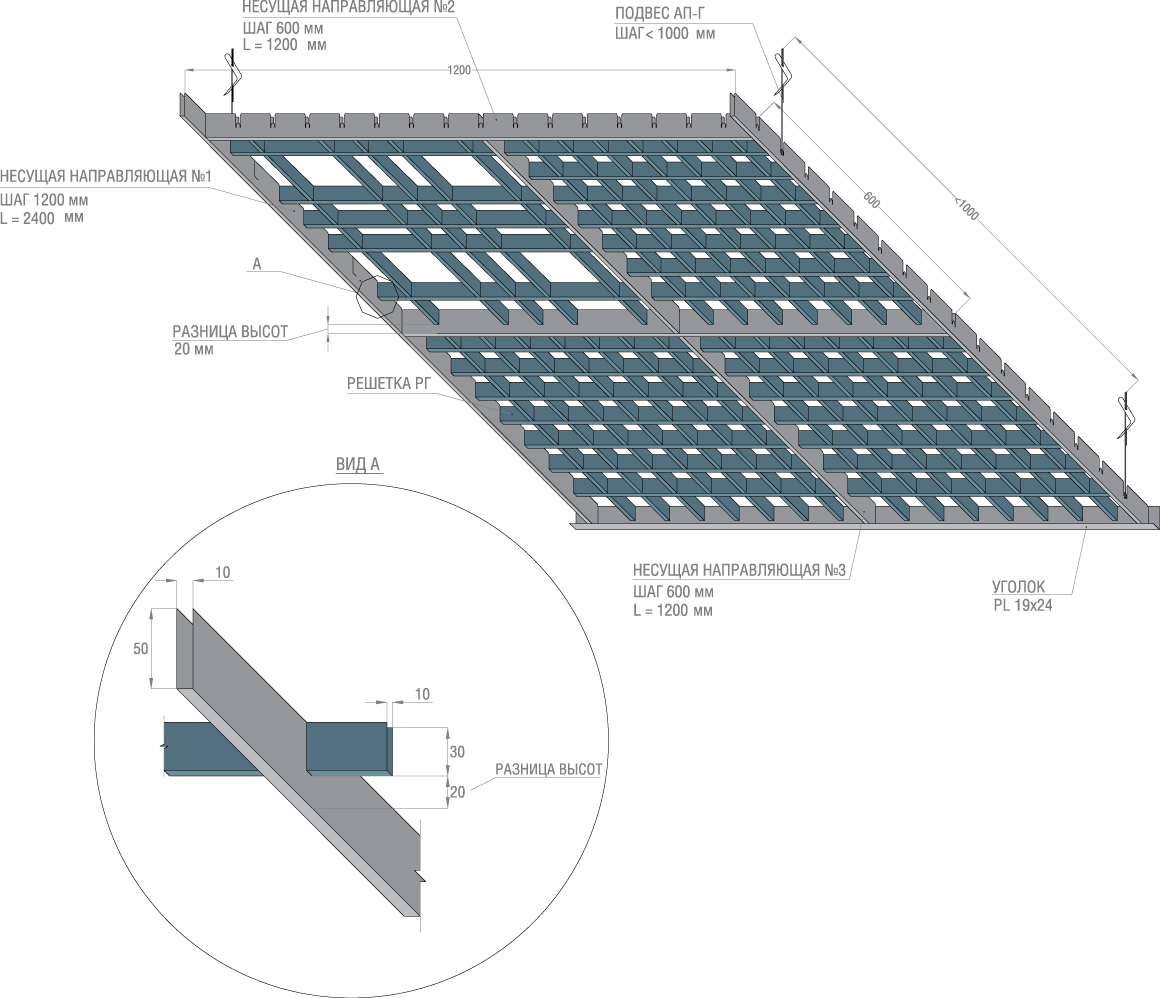 НЕСУЩАЯ НАПРАВЛЯЮЩАЯ №2
ШАГ 600 мм
L = 1200 мм
ПОДВЕС АП-Г
ШАГ< 1000 мм
1200
НЕСУЩАЯ НАПРАВЛЯЮЩАЯ №1
ШАГ 1200 мм
L = 2400 мм
600
<1000
А
РАЗНИЦА ВЫСОТ
20 мм
РЕШЕТКА РГ
ВИД А
НЕСУЩАЯ НАПРАВЛЯЮЩАЯ №3
ШАГ 600 мм
L = 1200 мм
УГОЛОК
PL 19x24
10
50
10
30
РАЗНИЦА ВЫСОТ
20